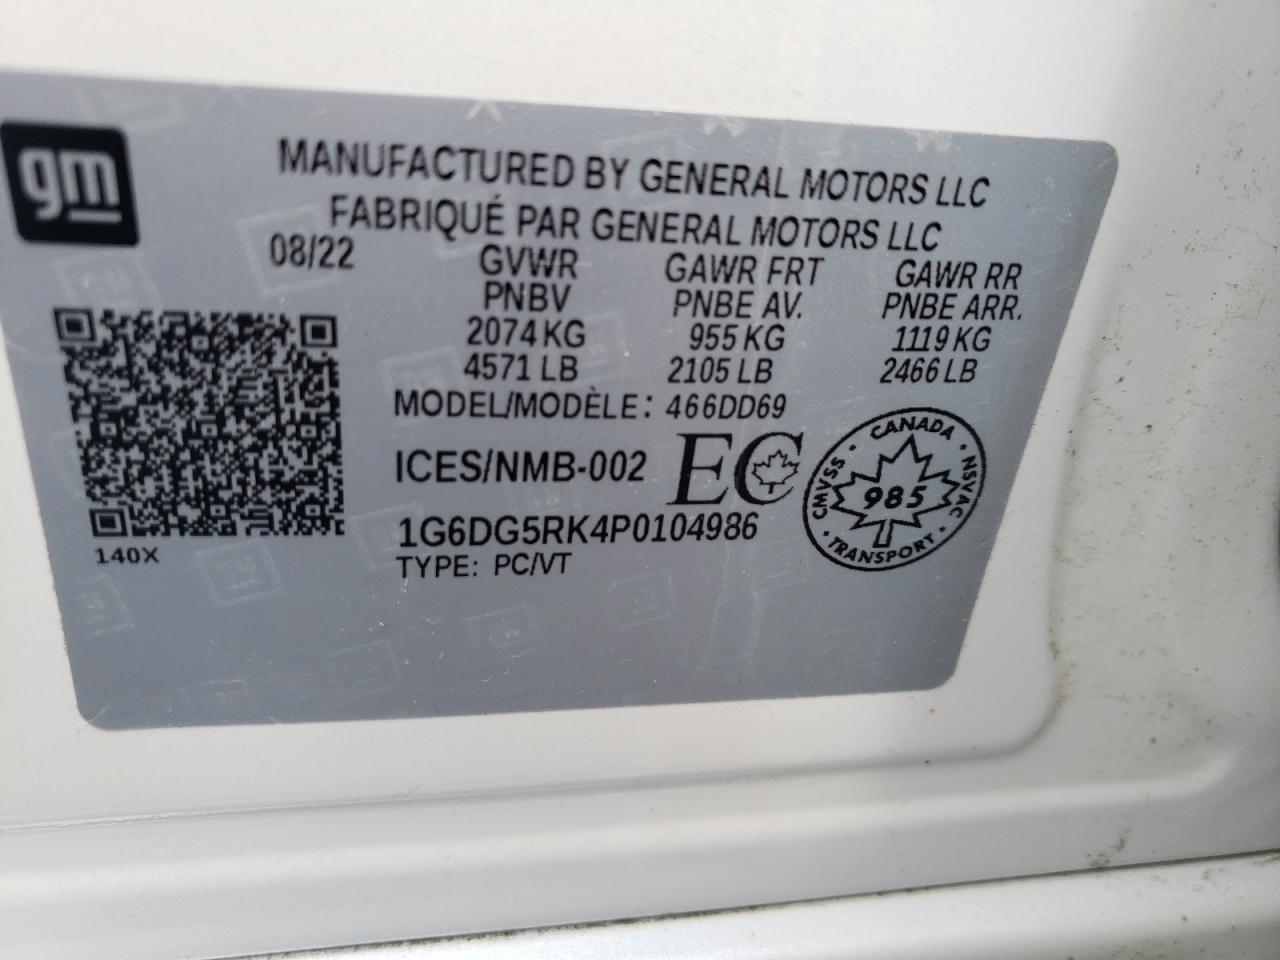 gm
MANUFACTURED BY GENERAL MOTORS LLC
FABRIQUÉ PAR GENERAL MOTORS LLC
08/22 GVWR GAWR FRT GAWR RR
PNBV PNBE AV. PNBE ARR.
2074 KG 955 KG 1119 KG
4571 LB 2105 LB 2466 LB
MODEL/MODÈLE: 466DD69
ICES/NMB-002 EC
CANADA
CMVSS 985 NSVAC
TRANSPORT
1G6DG5RK4P0104986
140X TYPE: PC/VT